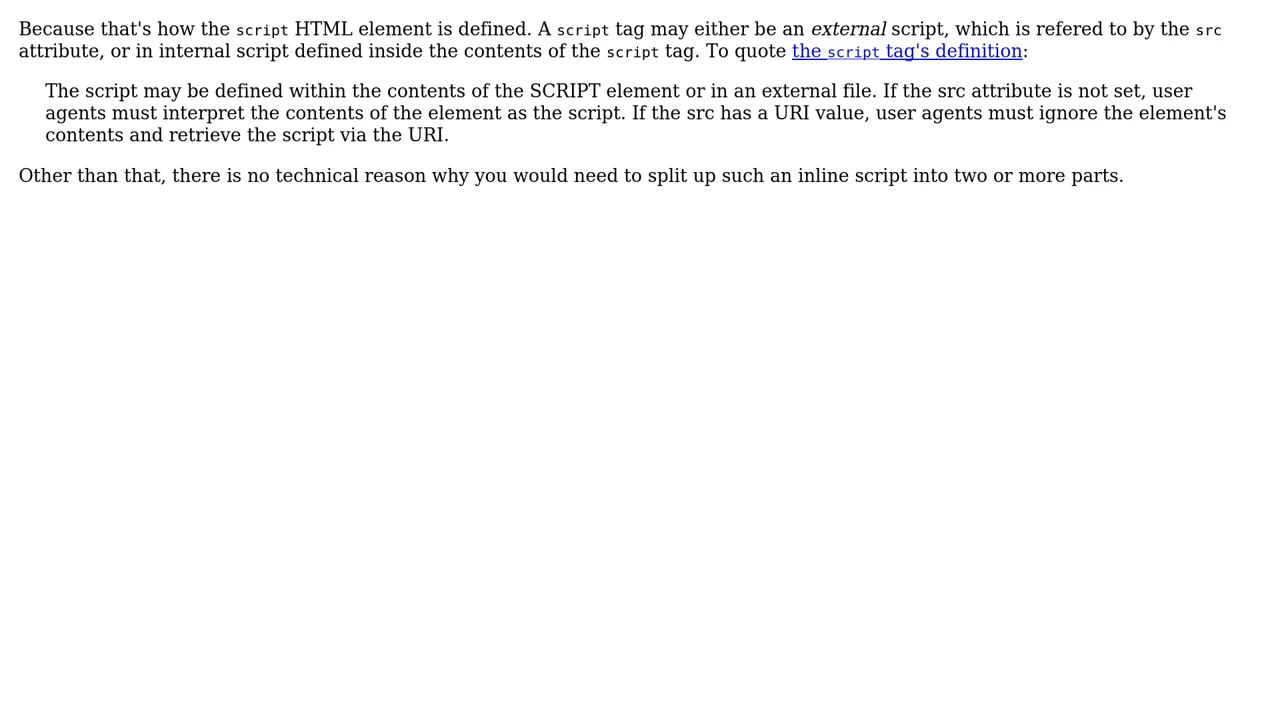 Because that's how the script HTML element is defined. A script tag may either be an external script, which is refered to by the src
attribute, or in internal script defined inside the contents of the script tag. To quote the script tag's definition:
The script may be defined within the contents of the SCRIPT element or in an external file. If the src attribute is not set, user
agents must interpret the contents of the element as the script. If the src has a URI value, user agents must ignore the element's
contents and retrieve the script via the URI.
Other than that, there is no technical reason why you would need to split up such an inline script into two or more parts.